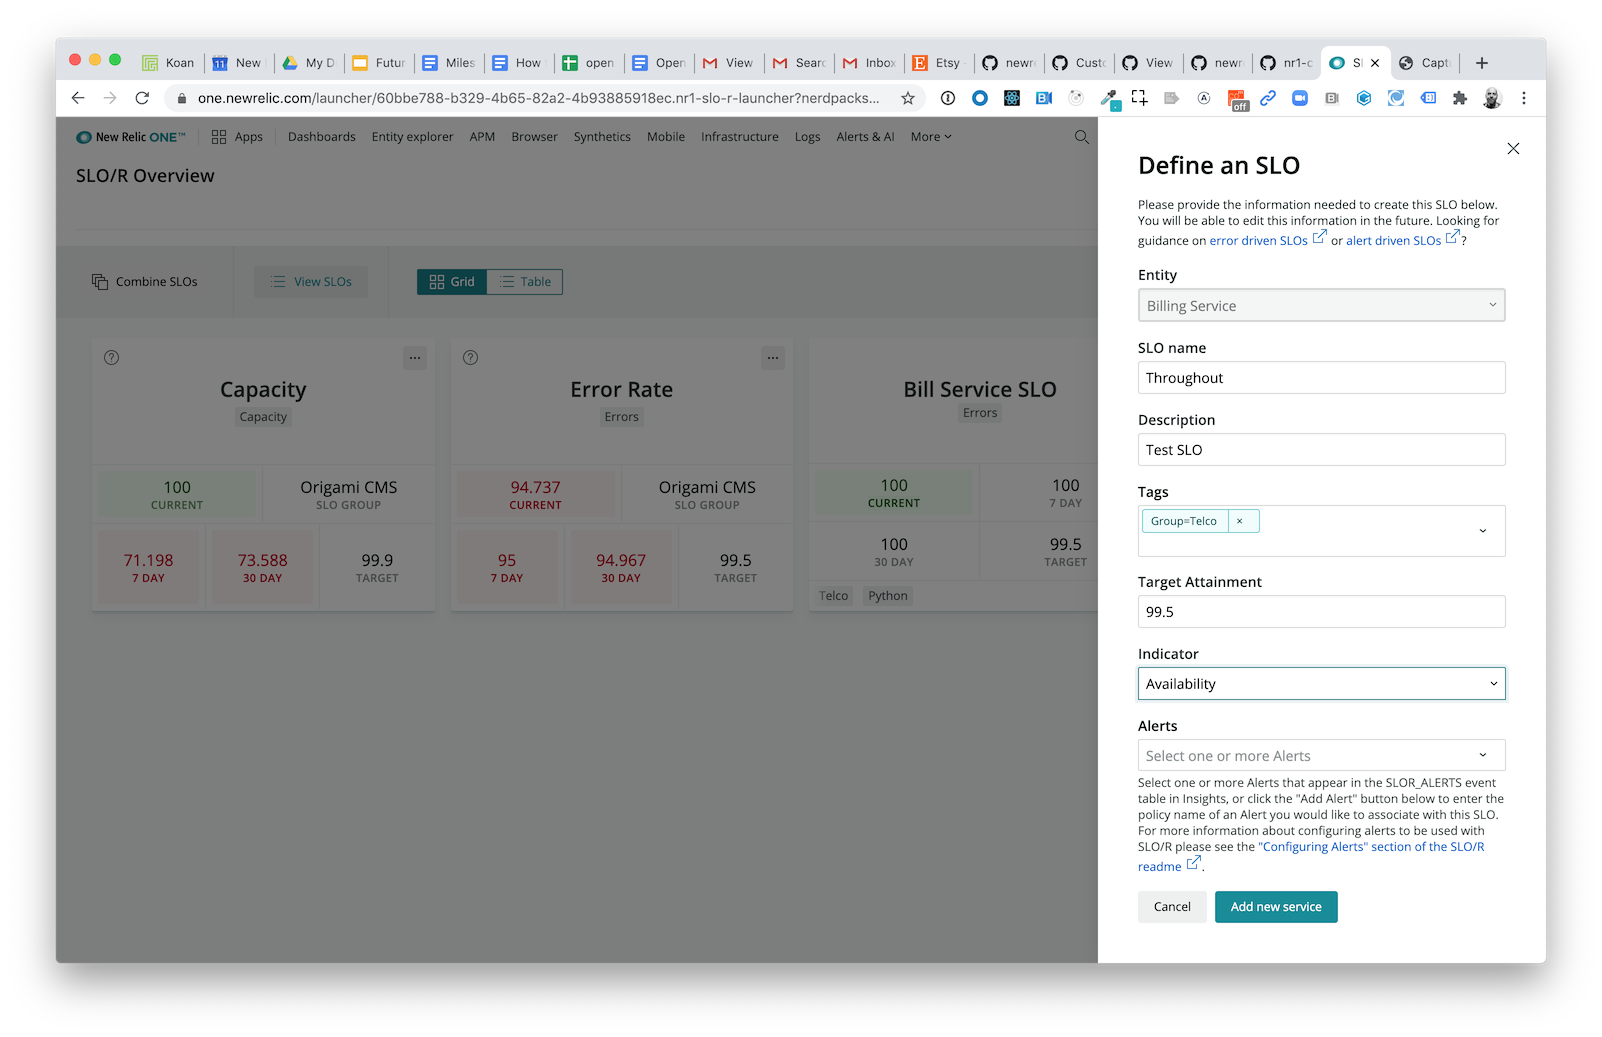 Koan
New
My D
Futur
Miles
How
open
Open
View
Searc
Inbox
Etsy
newr
Custo
View
newr
nr1-c
Sl
Capt
one.newrelic.com/launcher/60bbe788-b329-4b65-82a2-4b93885918ec.nr1-slo-r-launcher?nerdpacks...
off
New Relic ONE™
Apps
Dashboards
Entity explorer
APM
Browser
Synthetics
Mobile
Infrastructure
Logs
Alerts & AI
More
SLO/R Overview
Combine SLOs
View SLOs
Grid
Table
Capacity
Capacity
100
CURRENT
Origami CMS
SLO GROUP
71.198
7 DAY
73.588
30 DAY
99.9
TARGET
Error Rate
Errors
94.737
CURRENT
Origami CMS
SLO GROUP
95
7 DAY
94.967
30 DAY
99.5
TARGET
Bill Service SLO
Errors
100
CURRENT
100
7 DAY
100
30 DAY
99.5
TARGET
Telco
Python
Define an SLO
Please provide the information needed to create this SLO below.
You will be able to edit this information in the future. Looking for
guidance on error driven SLOs or alert driven SLOs ?
Entity
Billing Service
SLO name
Throughout
Description
Test SLO
Tags
Group=Telco ×
Target Attainment
99.5
Indicator
Availability
Alerts
Select one or more Alerts
Select one or more Alerts that appear in the SLOR_ALERTS event
table in Insights, or click the "Add Alert" button below to enter the
policy name of an Alert you would like to associate with this SLO.
For more information about configuring alerts to be used with
SLO/R please see the "Configuring Alerts" section of the SLO/R
readme .
Cancel
Add new service